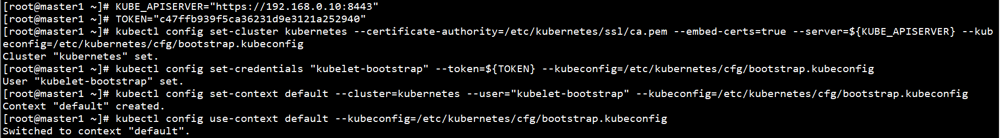 [root@master1 ~]# KUBE_APISERVER="https://192.168.0.10:8443"
[root@master1 ~]# TOKEN="c47ffb939f5ca36231d9e3121a252940"
[root@master1 ~]# kubectl config set-cluster kubernetes --certificate-authority=/etc/kubernetes/ssl/ca.pem --embed-certs=true --server=${KUBE_APISERVER} --kub
econfig=/etc/kubernetes/cfg/bootstrap.kubeconfig
Cluster "kubernetes" set.
[root@master1 ~]# kubectl config set-credentials "kubelet-bootstrap" --token=${TOKEN} --kubeconfig=/etc/kubernetes/cfg/bootstrap.kubeconfig
User "kubelet-bootstrap" set.
[root@master1 ~]# kubectl config set-context default --cluster=kubernetes --user="kubelet-bootstrap" --kubeconfig=/etc/kubernetes/cfg/bootstrap.kubeconfig
Context "default" created.
[root@master1 ~]# kubectl config use-context default --kubeconfig=/etc/kubernetes/cfg/bootstrap.kubeconfig
Switched to context "default".